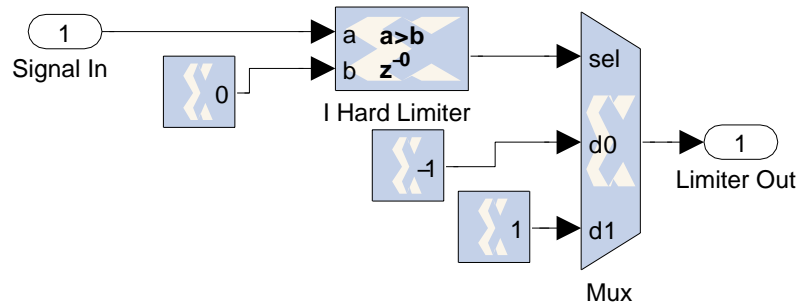 1
Signal In
0
a
b
a>b
z⁻⁰
I Hard Limiter
-1
1
sel
d0
d1
Mux
1
Limiter Out